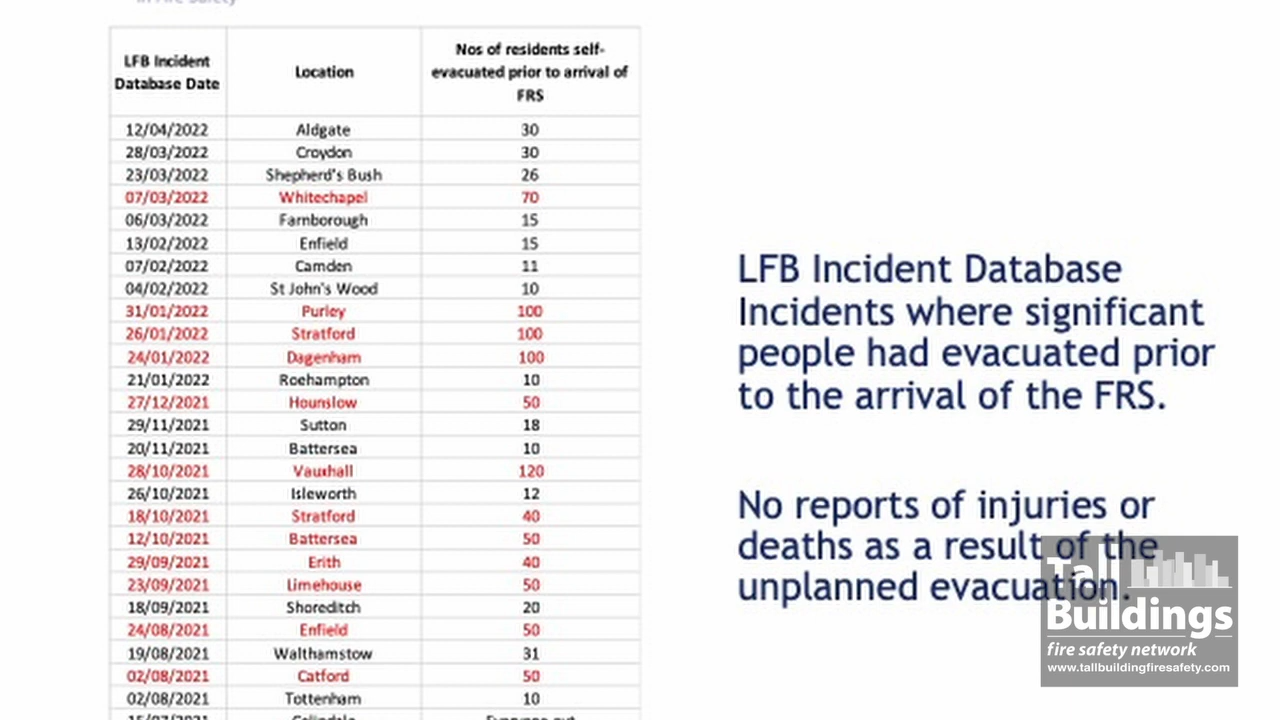 in Fire Safety
LFB Incident Database Date Location Nos of residents self-evacuated prior to arrival of FRS
12/04/2022 Aldgate 30
28/03/2022 Croydon 30
23/03/2022 Shepherd's Bush 26
07/03/2022 Whitechapel 70
06/03/2022 Farnborough 15
13/02/2022 Enfield 15
07/02/2022 Camden 11
04/02/2022 St John's Wood 10
31/01/2022 Purley 100
26/01/2022 Stratford 100
24/01/2022 Dagenham 100
21/01/2022 Roehampton 10
27/12/2021 Hounslow 50
29/11/2021 Sutton 18
20/11/2021 Battersea 10
28/10/2021 Vauxhall 120
26/10/2021 Isleworth 12
18/10/2021 Stratford 40
12/10/2021 Battersea 50
29/09/2021 Erith 40
23/09/2021 Limehouse 50
18/09/2021 Shoreditch 20
24/08/2021 Enfield 50
19/08/2021 Walthamstow 31
02/08/2021 Catford 50
02/08/2021 Tottenham 10
LFB Incident Database
Incidents where significant
people had evacuated prior
to the arrival of the FRS.
No reports of injuries or
deaths as a result of the
unplanned evacuation.
Tall
Buildings
fire safety network
www.tallbuildingfiresafety.com